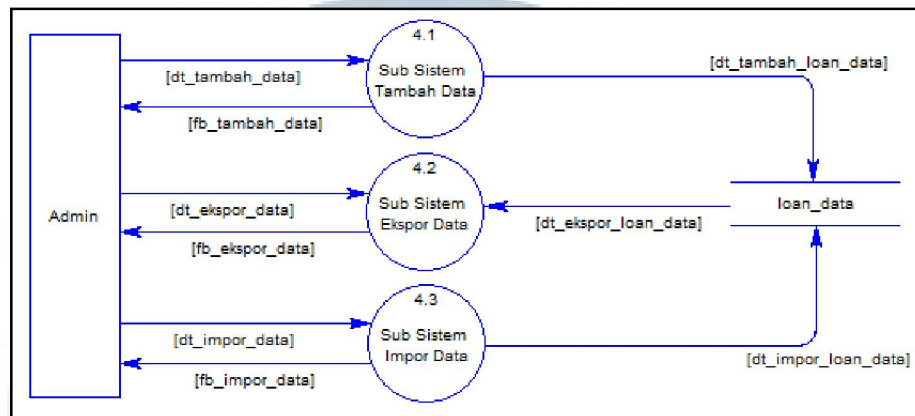 4.1
Sub Sistem
Tambah Data
[dt_tambah_data]
[fb_tambah_data]
[dt_tambah_loan_data]
Admin
4.2
Sub Sistem
Ekspor Data
[dt_ekspor_data]
[fb_ekspor_data]
[dt_ekspor_loan_data]
loan_data
4.3
Sub Sistem
Impor Data
[dt_impor_data]
[fb_impor_data]
[dt_impor_loan_data]